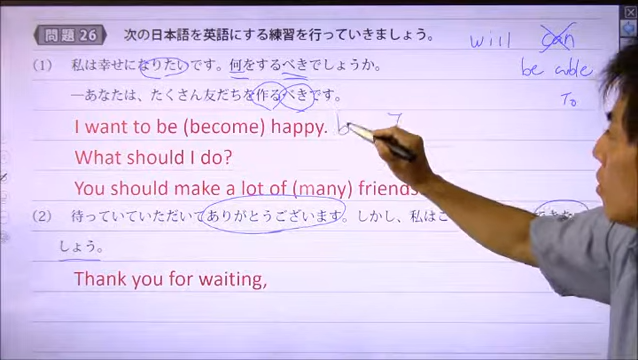 問題 26 次の日本語を英語にする練習を行っていきましょう。
will can
be able
To
(1) 私は幸せになりたいです。何をするべきでしょうか。
―あなたは、たくさん友だちを作るべきです。
I want to be (become) happy.
What should I do?
You should make a lot of (many) friends
(2) 待っていていただいてありがとうございます。しかし、私はこ
しょう。
Thank you for waiting,